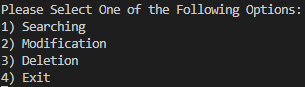 Please Select One of the Following Options:
1) Searching
2) Modification
3) Deletion
4) Exit